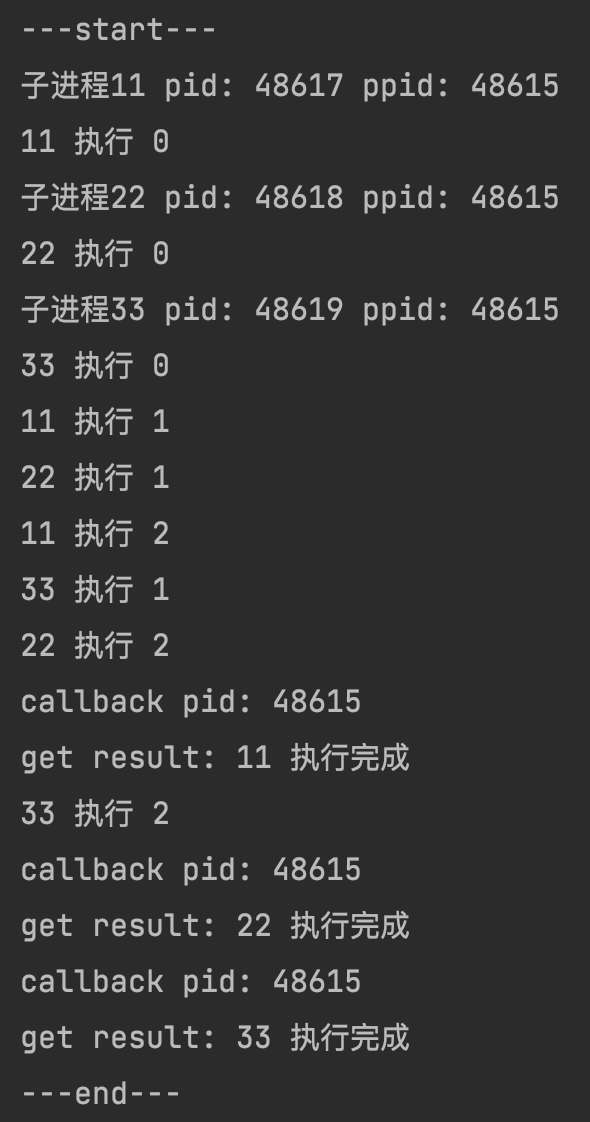 ---start---
子进程11 pid: 48617 ppid: 48615
11 执行 0
子进程22 pid: 48618 ppid: 48615
22 执行 0
子进程33 pid: 48619 ppid: 48615
33 执行 0
11 执行 1
22 执行 1
11 执行 2
33 执行 1
22 执行 2
callback pid: 48615
get result: 11 执行完成
33 执行 2
callback pid: 48615
get result: 22 执行完成
callback pid: 48615
get result: 33 执行完成
---end---